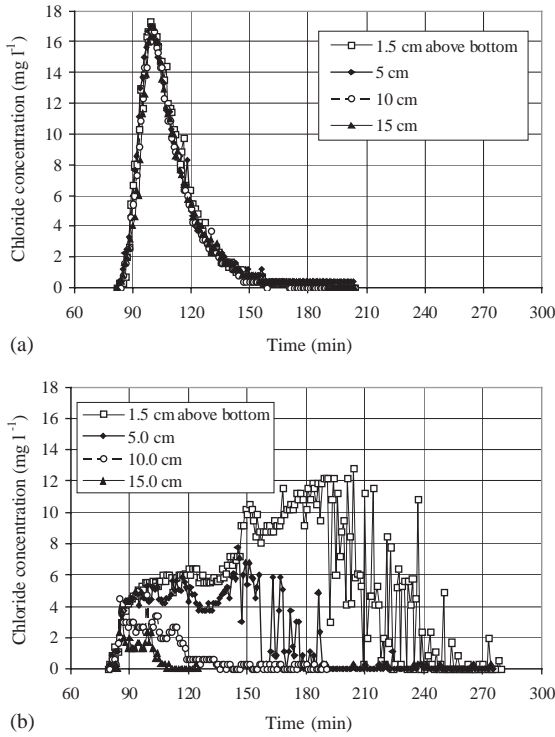 18
16
14
12
10
8
6
4
2
0
Chloride concentration (mg l-1)
1.5 cm above bottom
5 cm
10 cm
15 cm
60 90 120 150 180 210 240 270 300
(a)
Time (min)
18
16
14
12
10
8
6
4
2
0
Chloride concentration (mg l-1)
1.5 cm above bottom
5.0 cm
10.0 cm
15.0 cm
60 90 120 150 180 210 240 270 300
(b)
Time (min)